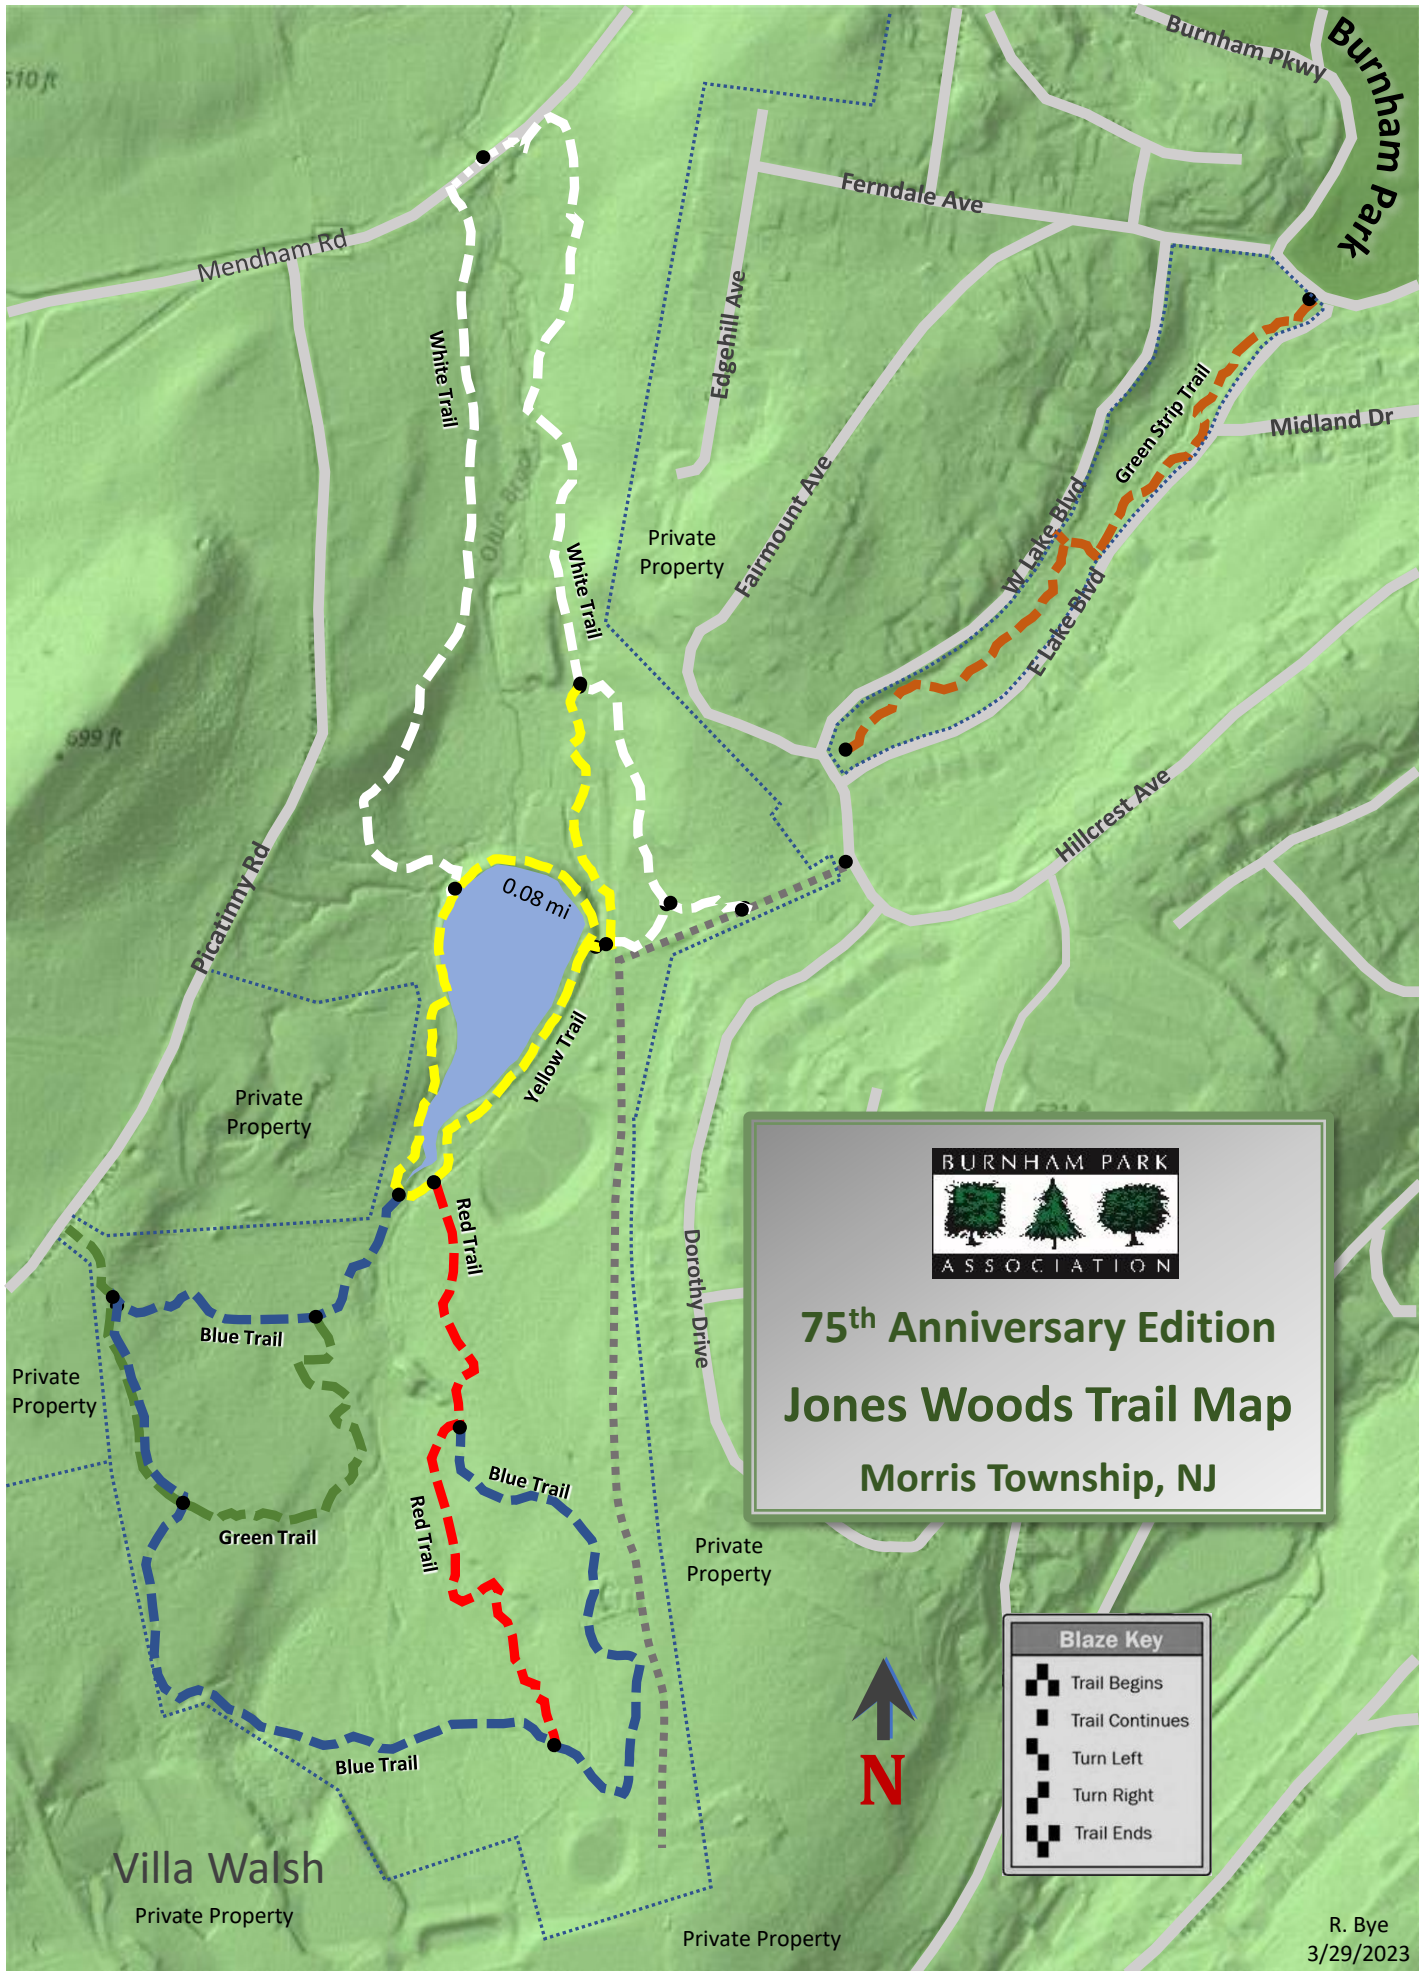 510 ft
Burnham Pkwy
Burnham Park
Ferndale Ave
Mendham Rd
Edgehill Ave
White Trail
Green Strip Trail
Midland Dr
Fairmount Ave
W Lake Blvd
Private
Property
White Trail
E Lake Blvd
699 ft
Hillcrest Ave
Picatinny Rd
0.08 mi
Yellow Trail
Private
Property
Red Trail
Dorothy Drive
Blue Trail
Private
Property
BURNHAM PARK
ASSOCIATION
75th Anniversary Edition
Jones Woods Trail Map
Morris Township, NJ
Blue Trail
Red Trail
Green Trail
Private
Property
Blaze Key
Trail Begins
Trail Continues
Turn Left
Turn Right
Trail Ends
Blue Trail
N
Villa Walsh
Private Property
Private Property
R. Bye
3/29/2023